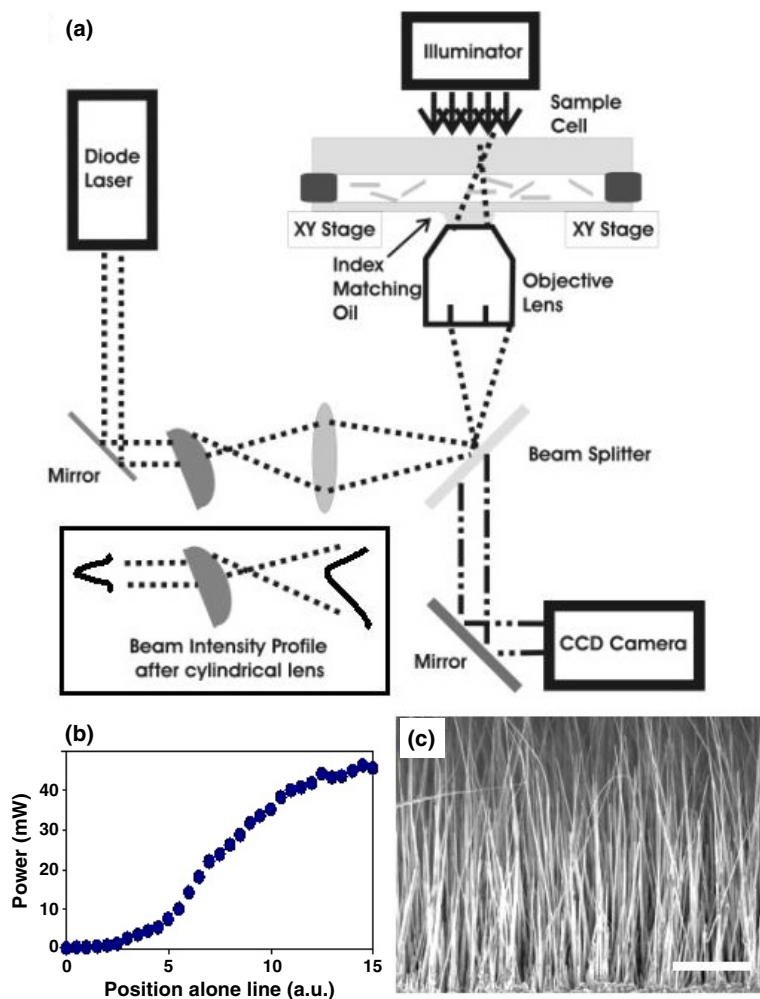 (a)
Illuminator
Sample
Cell
Diode
Laser
XY Stage
XY Stage
Index
Matching
Oil
Objective
Lens
Mirror
Beam Splitter
Beam Intensity Profile
after cylindrical lens
Mirror
CCD Camera
(b)
(c)
Power (mW)
40
30
20
10
0
0
5
10
15
Position alone line (a.u.)